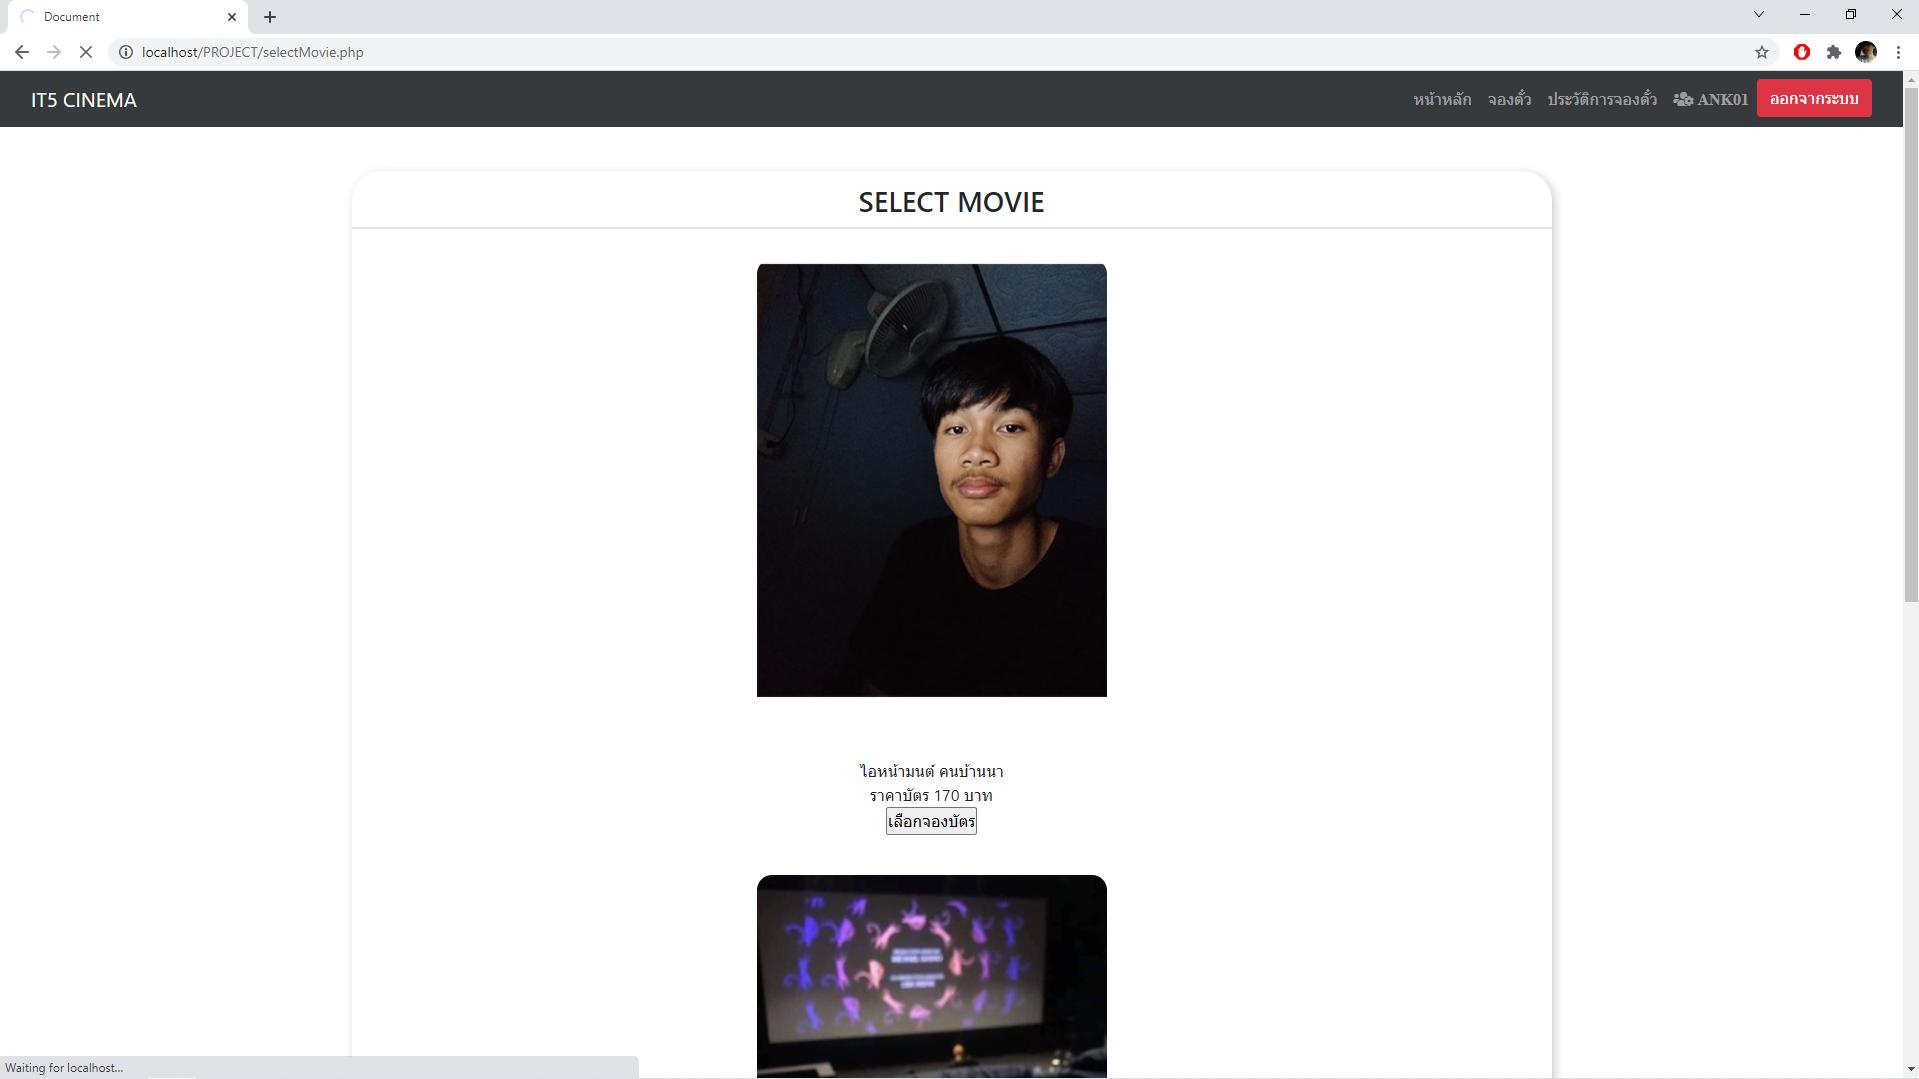 Document
localhost/PROJECT/selectMovie.php
IT5 CINEMA
หน้าหลัก
จองตั๋ว
ประวัติการจองตั๋ว
ANK01
ออกจากระบบ
SELECT MOVIE
ไอหน้ามนต์ คนบ้านนา
ราคาบัตร 170 บาท
เลือกจองบัตร
Waiting for localhost...